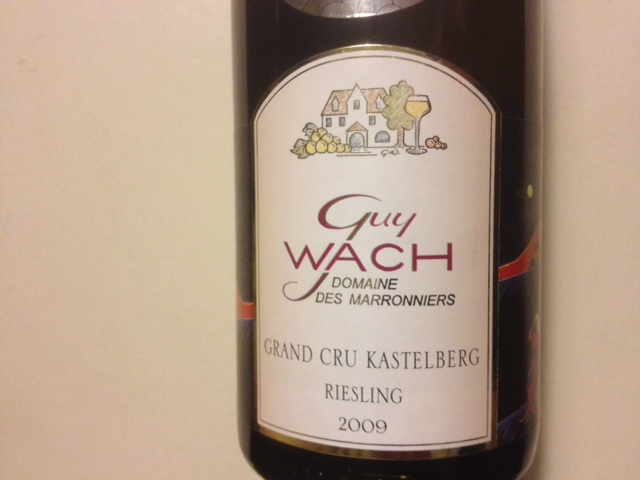 Guy
WACH
DOMAINE
DES MARRONNIERS
GRAND CRU KASTELBERG
RIESLING
2009